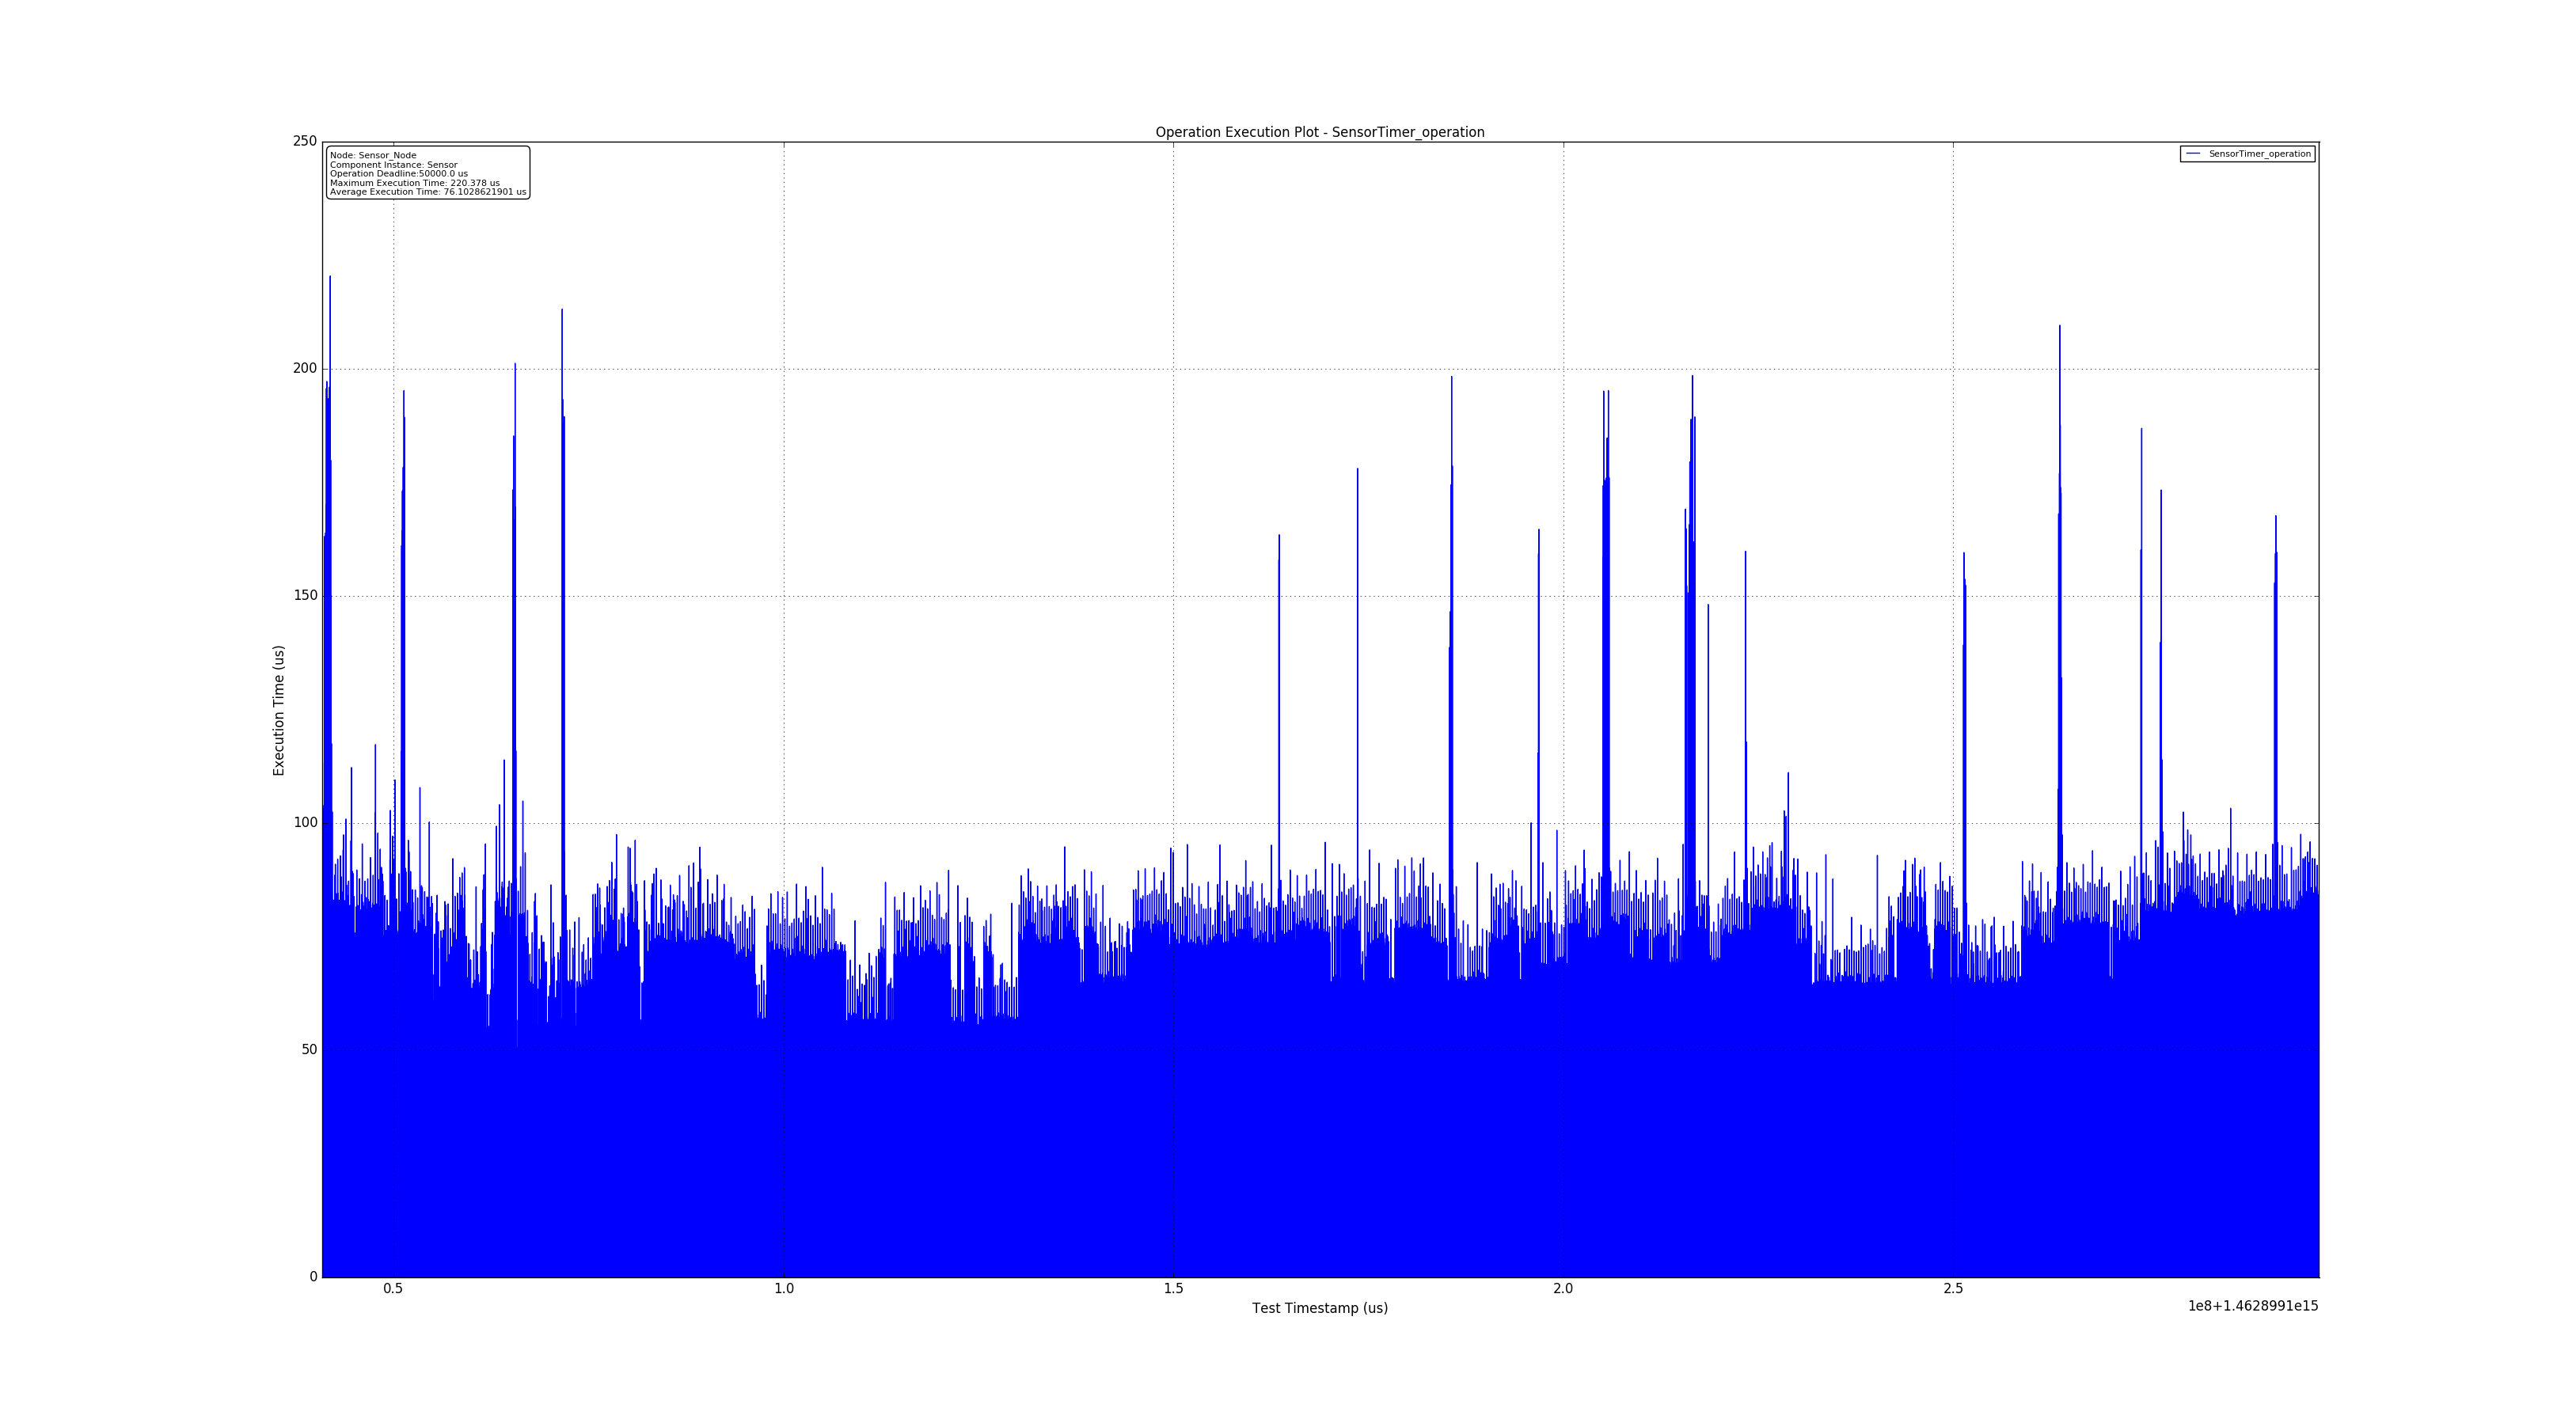 Operation Execution Plot - SensorTimer_operation
250
Node: Sensor_Node
Component Instance: Sensor
Operation Deadline:50000.0 us
Maximum Execution Time: 220.378 us
Average Execution Time: 76.1028621901 us
SensorTimer_operation
200
150
Execution Time (us)
100
50
0
0.5 1.0 1.5 2.0 2.5
Test Timestamp (us)
1e8+1.4628991e15